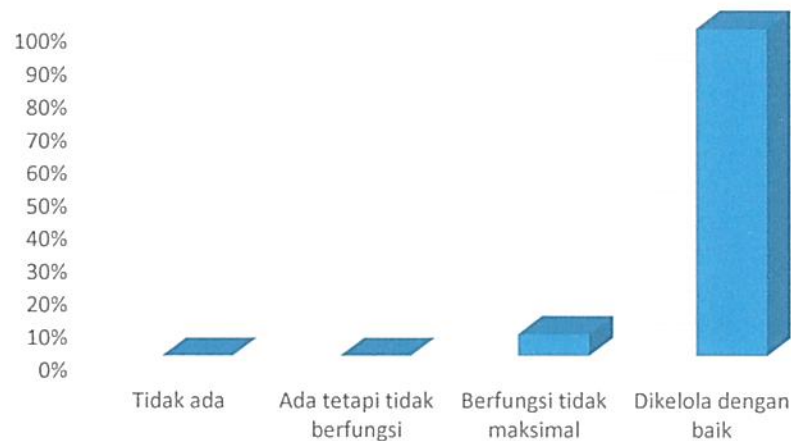 100%
90%
80%
70%
60%
50%
40%
30%
20%
10%
0%
Tidak ada
Ada tetapi tidak
berfungsi
Berfungsi tidak
maksimal
Dikelola dengan
baik